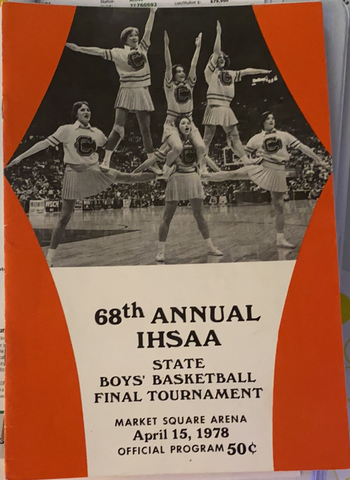 68th ANNUAL
IHSAA
STATE
BOYS' BASKETBALL
FINAL TOURNAMENT
MARKET SQUARE ARENA
April 15, 1978
OFFICIAL PROGRAM 50¢